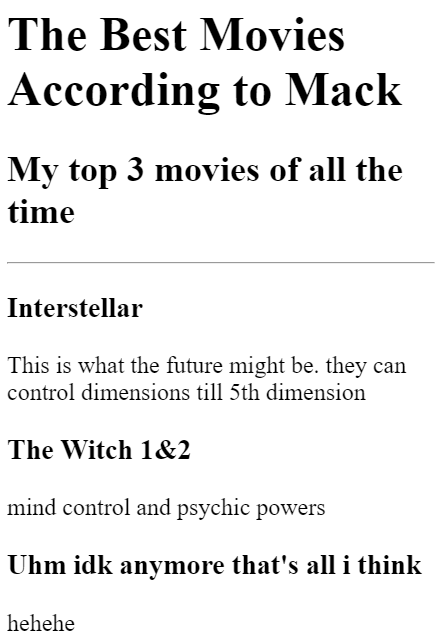 The Best Movies
According to Mack
My top 3 movies of all the
time
Interstellar
This is what the future might be. they can
control dimensions till 5th dimension
The Witch 1&2
mind control and psychic powers
Uhm idk anymore that's all i think
hehehe